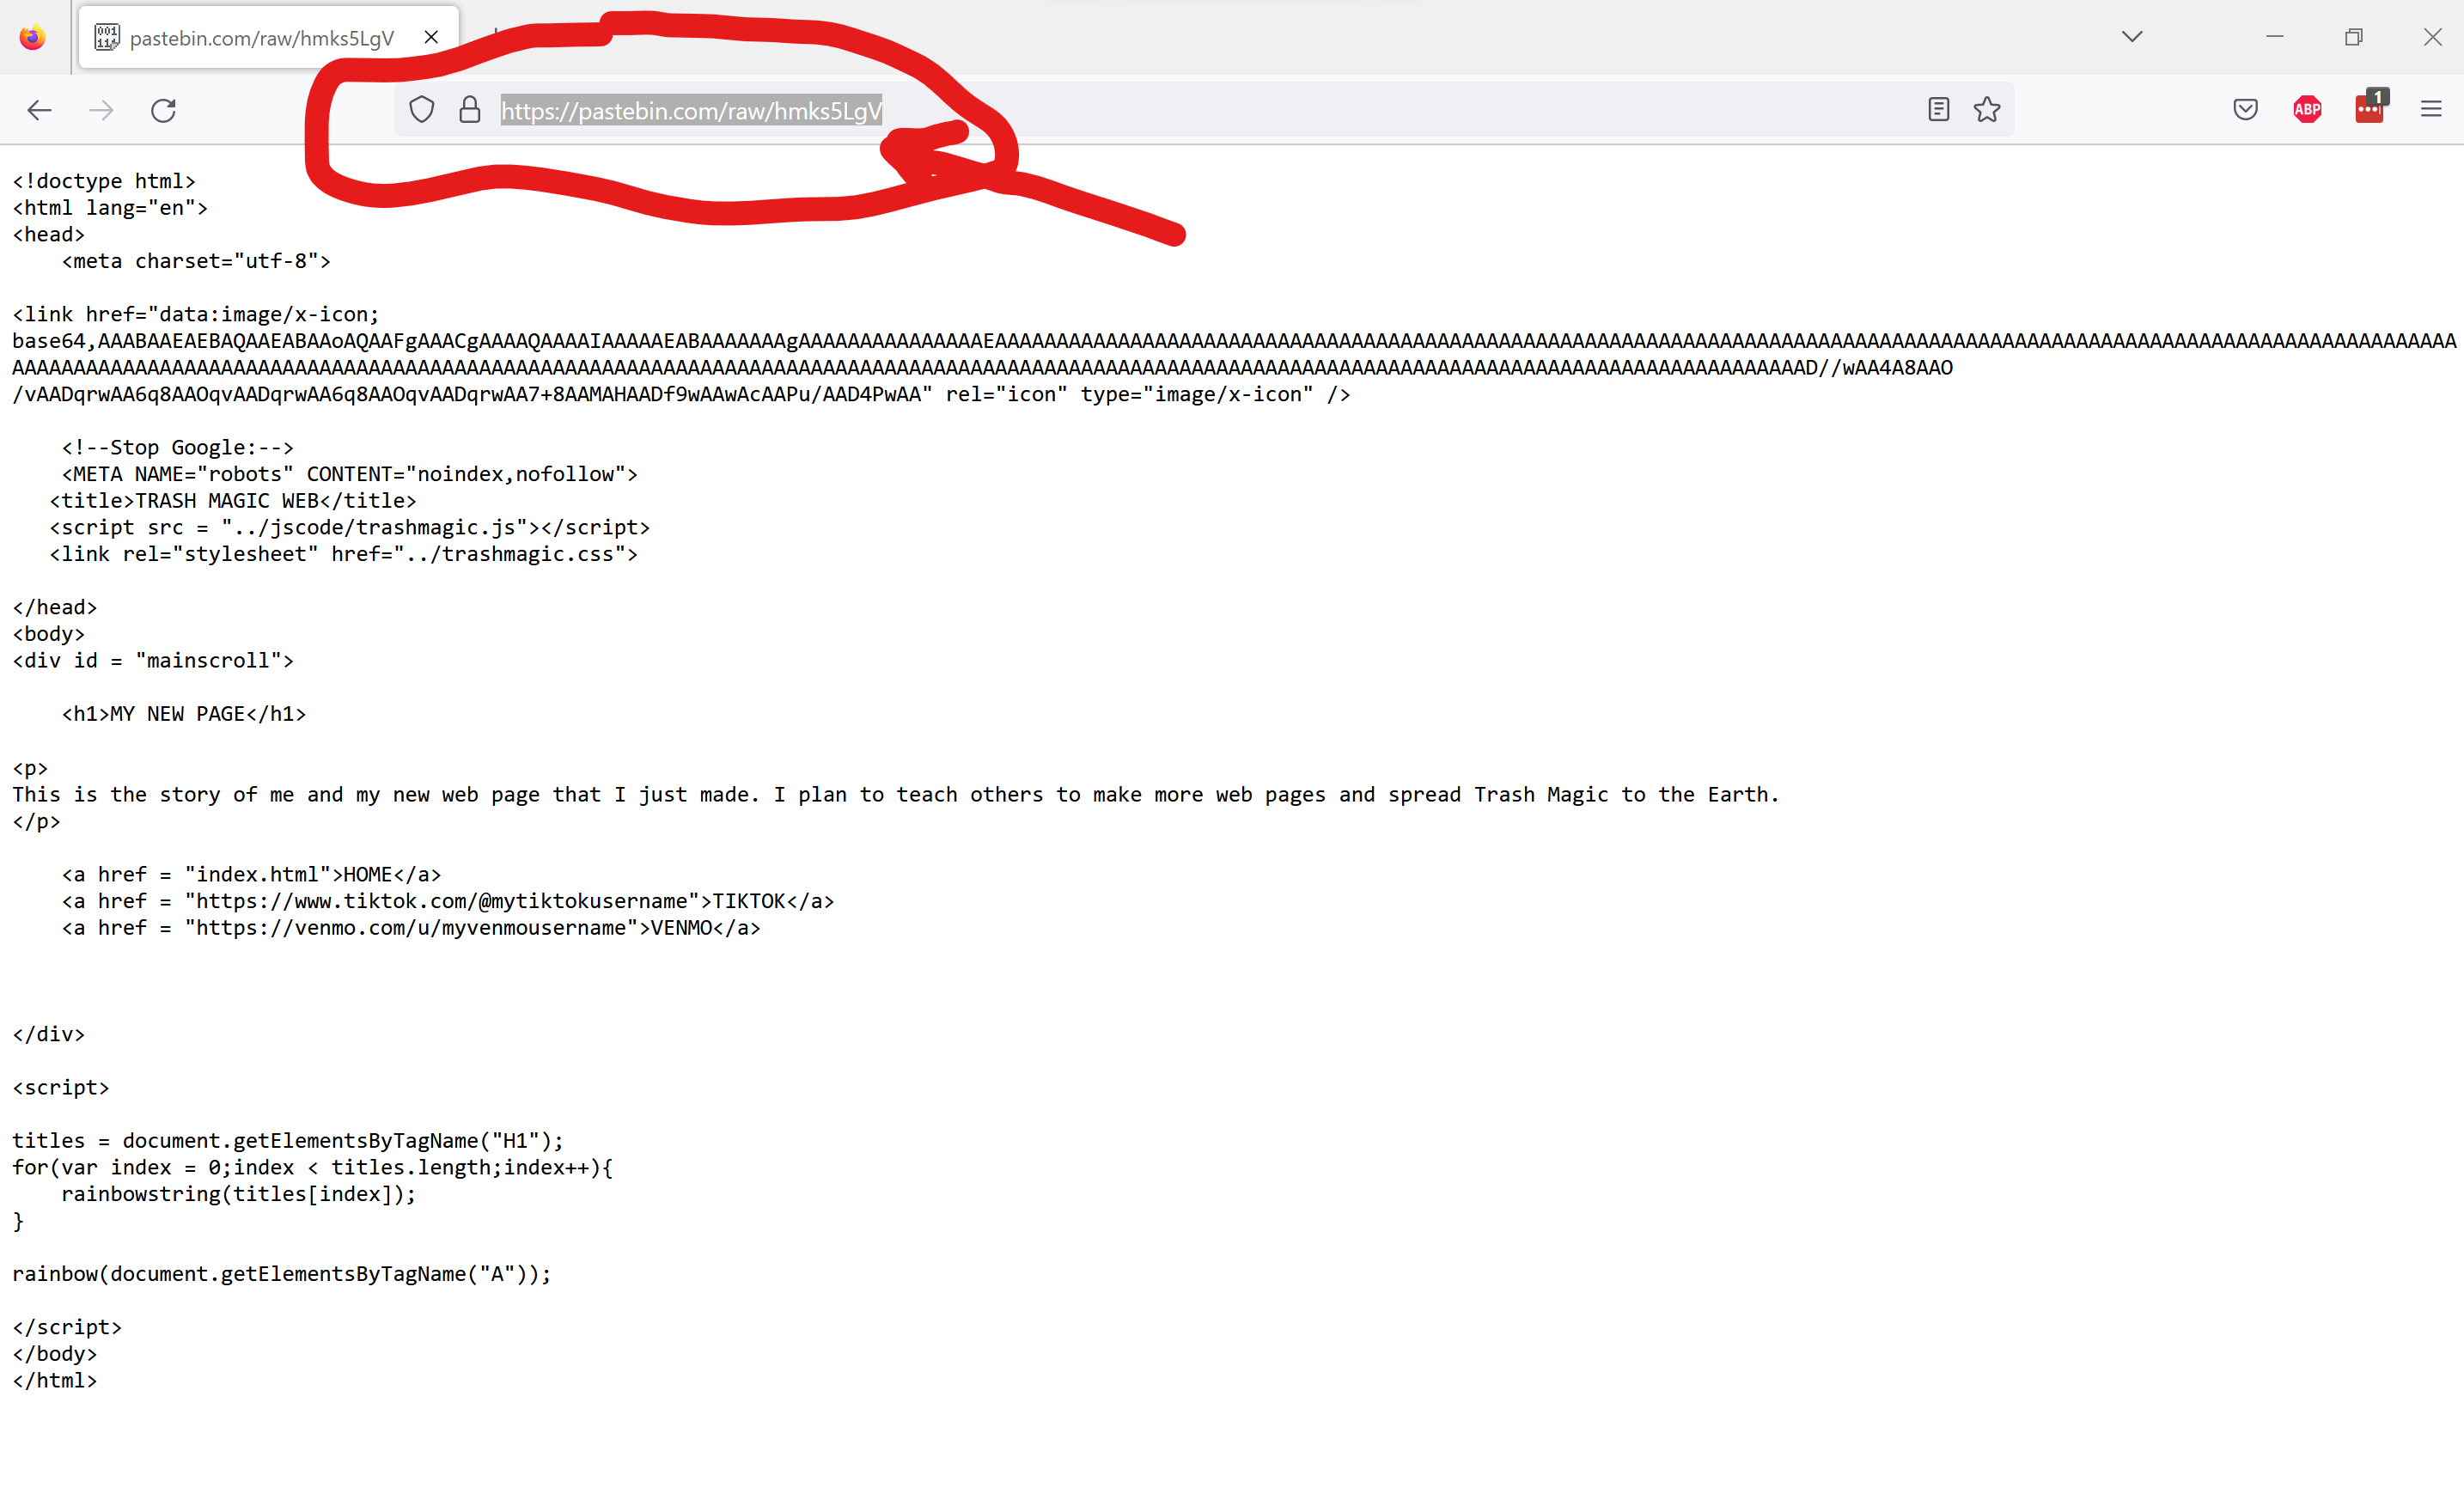 pastebin.com/raw/hmks5LgV
https://pastebin.com/raw/hmks5LgV
ABP
1
<!doctype html>
<html lang="en">
<head>
    <meta charset="utf-8">
<link href="data:image/x-icon;
/vAADqrwAA6q8AAOqvAADqrwAA6q8AAOqvAADqrwAA7+8AAMAHAADf9wAAwAcAAPu/AAD4PwAA" rel="icon" type="image/x-icon" />
    <!--Stop Google:-->
    <META NAME="robots" CONTENT="noindex,nofollow">
   <title>TRASH MAGIC WEB</title>
   <script src = "../jscode/trashmagic.js"></script>
   <link rel="stylesheet" href="../trashmagic.css">
</head>
<body>
<div id = "mainscroll">
    <h1>MY NEW PAGE</h1>
<p>
This is the story of me and my new web page that I just made. I plan to teach others to make more web pages and spread Trash Magic to the Earth.
</p>
    <a href = "index.html">HOME</a>
    <a href = "https://www.tiktok.com/@mytiktokusername">TIKTOK</a>
    <a href = "https://venmo.com/u/myvenmousername">VENMO</a>
</div>
<script>
titles = document.getElementsByTagName("H1");
for(var index = 0;index < titles.length;index++){
    rainbowstring(titles[index]);
}
rainbow(document.getElementsByTagName("A"));
</script>
</body>
</html>